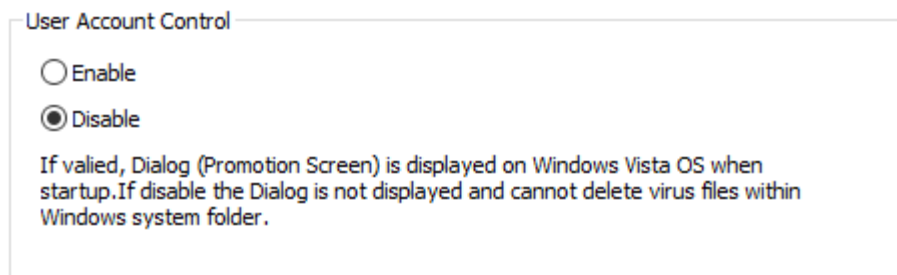 User Account Control
Enable
Disable
If valied, Dialog (Promotion Screen) is displayed on Windows Vista OS when
startup.If disable the Dialog is not displayed and cannot delete virus files within
Windows system folder.